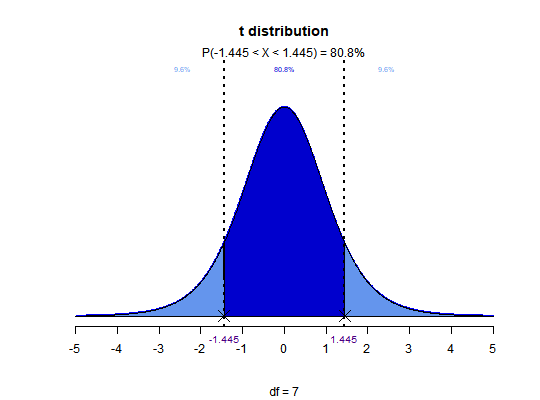 t distribution
P(-1.445 < X < 1.445) = 80.8%
9.6% 80.8% 9.6%
-1.445 1.445
-5 -4 -3 -2 -1 0 1 2 3 4 5
df = 7